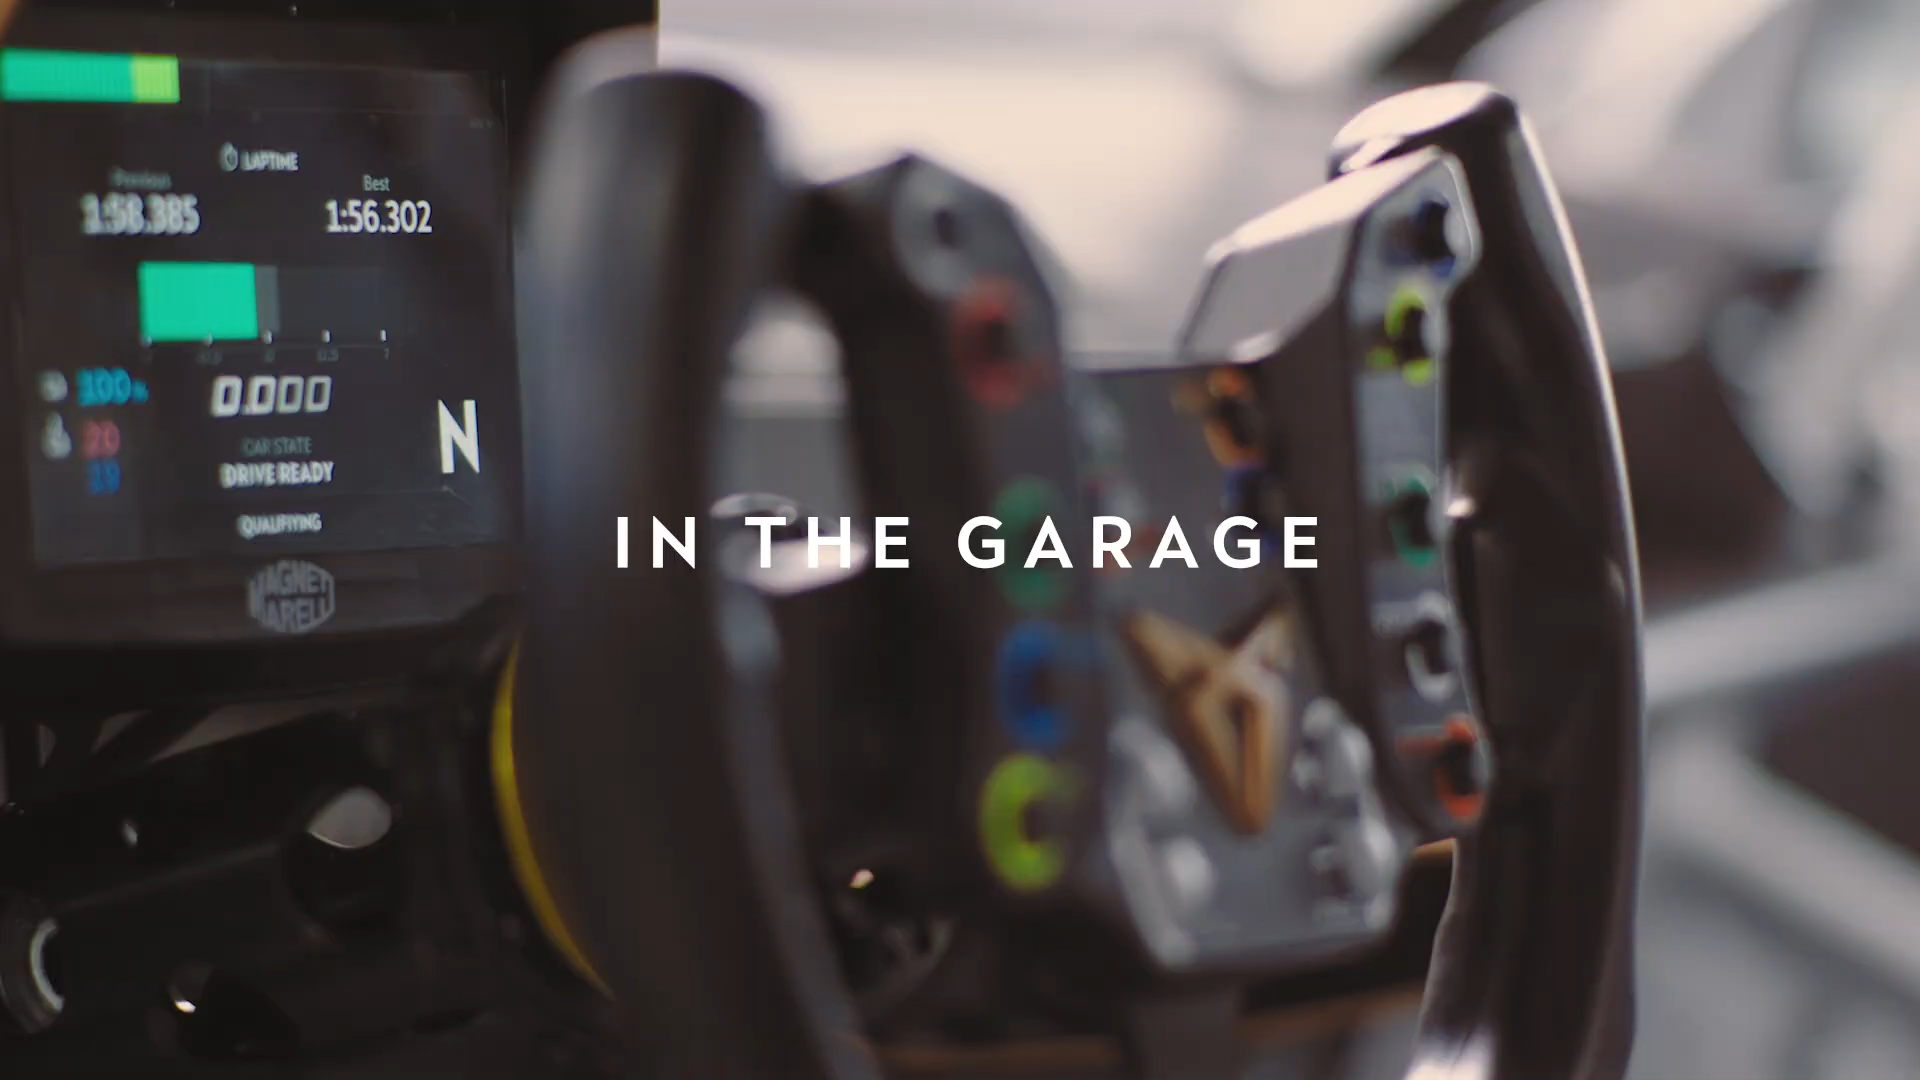 LAPTIME
Previous
Best
1:58.385
1:56.302
100%
0.000
20
N
CAR STATE
19
DRIVE READY
QUALIFIYING
IN THE GARAGE
MAGNETI
MARELLI